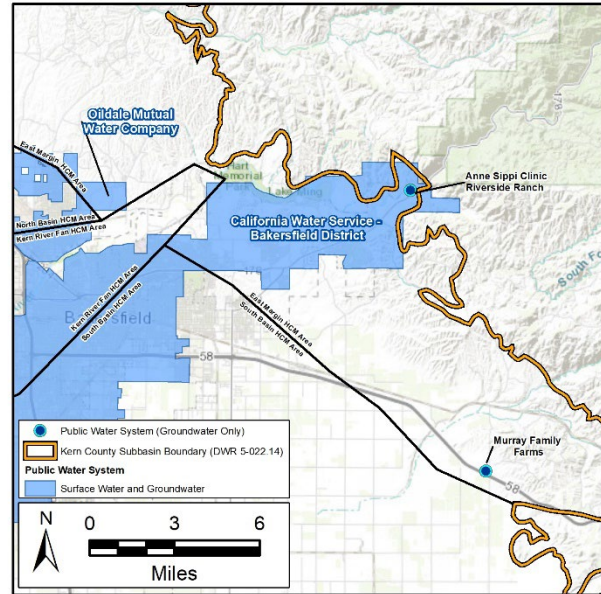 Oildale Mutual
Water Company
East Margin HCM Area
North Basin HCM Area
Kern River Fan HCM Area
Hart
Memorial
Park
Lake Ming
178
Anne Sippi Clinic
Riverside Ranch
California Water Service -
Bakersfield District
South Fo
Kern River Fan HCM Area
South Basin HCM Area
Bakersfield
East Margin HCM Area
South Basin HCM Area
58
Murray Family
Farms
58
Public Water System (Groundwater Only)
Kern County Subbasin Boundary (DWR 5-022.14)
Public Water System
Surface Water and Groundwater
N
0 3 6
Miles